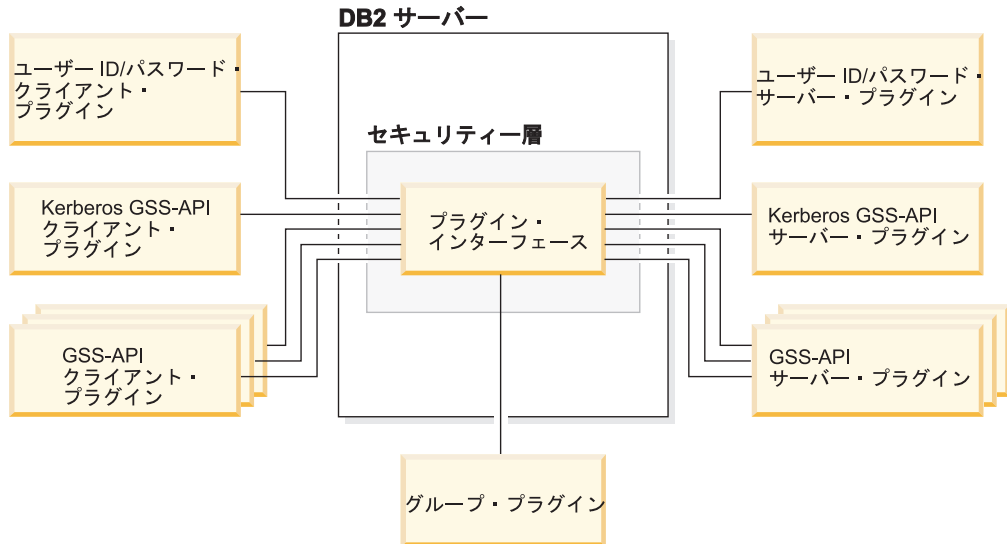 DB2 サーバー
ユーザー ID/パスワード・
クライアント・
プラグイン
ユーザー ID/パスワード・
サーバー・プラグイン
セキュリティー層
Kerberos GSS-API
クライアント・
プラグイン
プラグイン・
インターフェース
Kerberos GSS-API
サーバー・プラグイン
GSS-API
クライアント・
プラグイン
GSS-API
サーバー・プラグイン
グループ・プラグイン